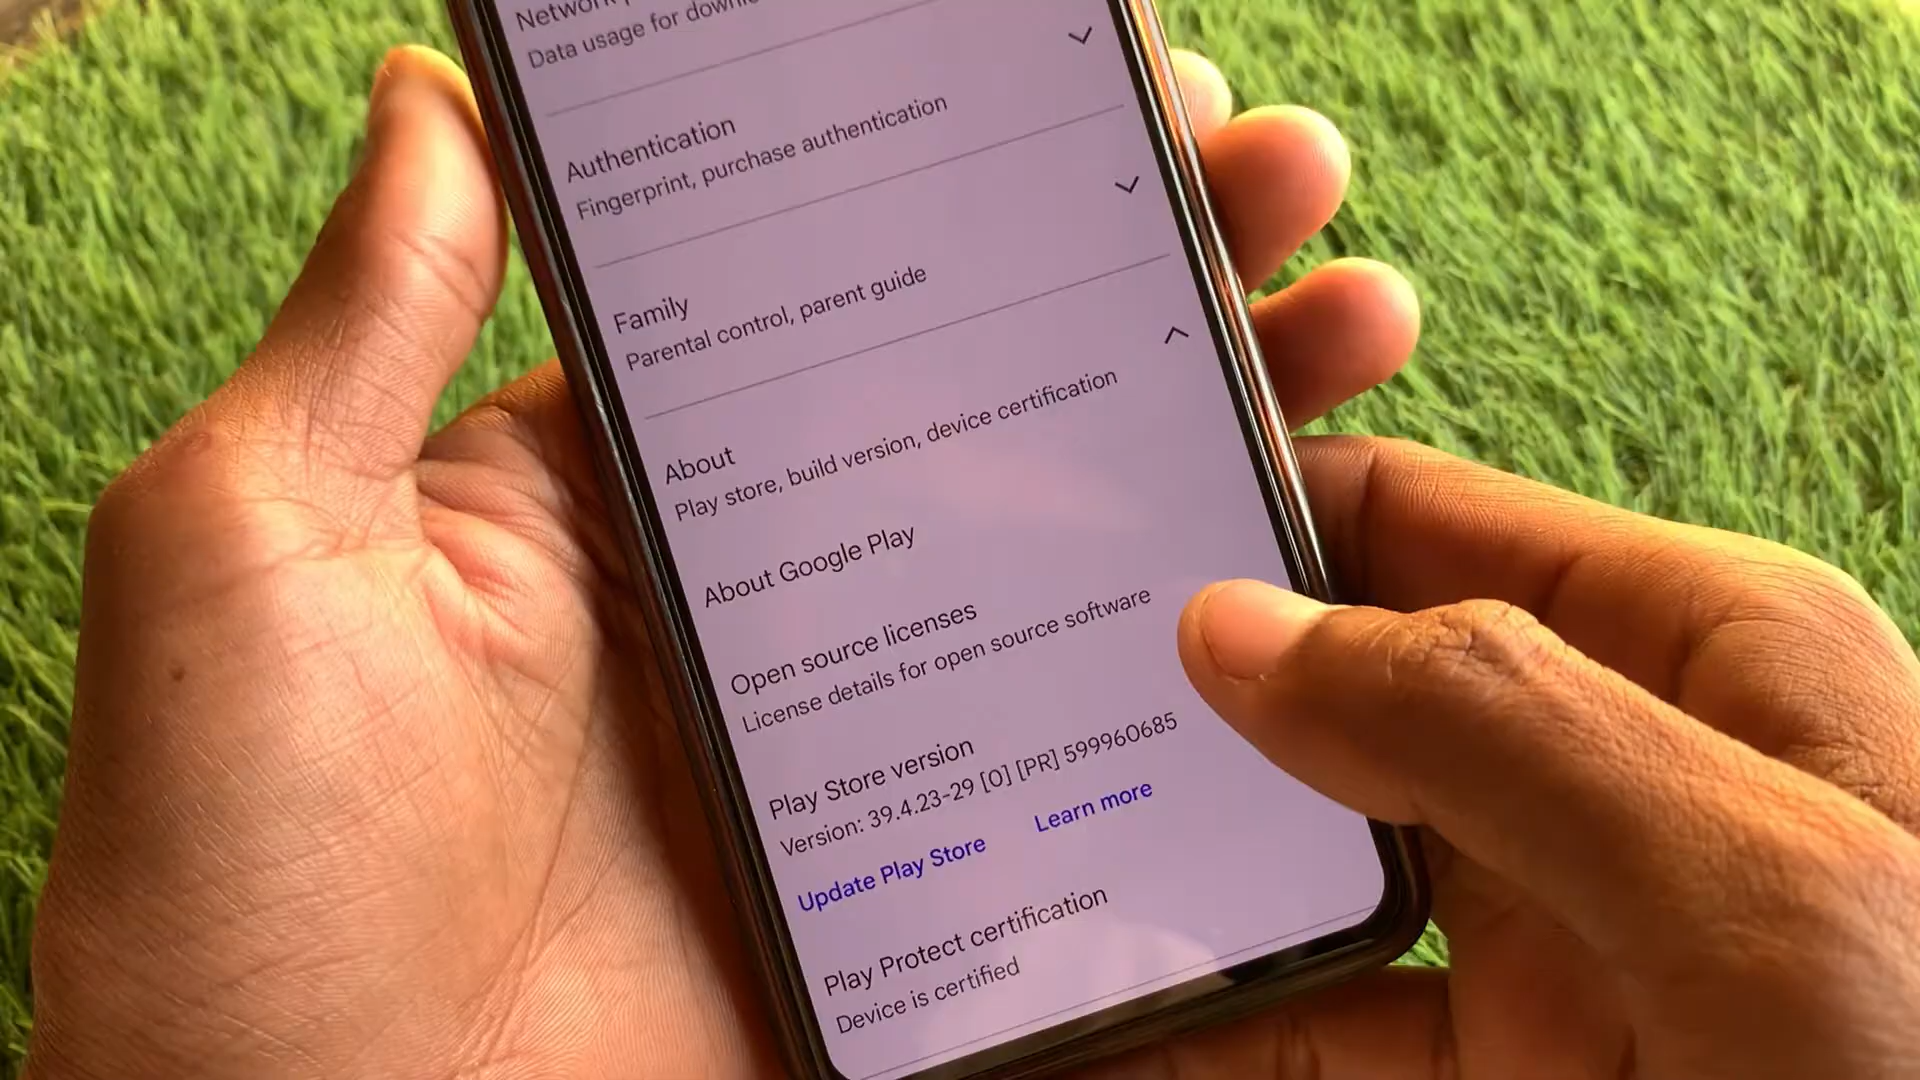 Network
Data usage for
Authentication
Fingerprint, purchase authentication
Family
Parental control, parent guide
About
Play store, build version, device certification
About Google Play
Open source licenses
License details for open source software
Play Store version
Version: 39.4.23-29 [0] [PR] 599960685
Update Play Store
Learn more
Play Protect certification
Device is certified